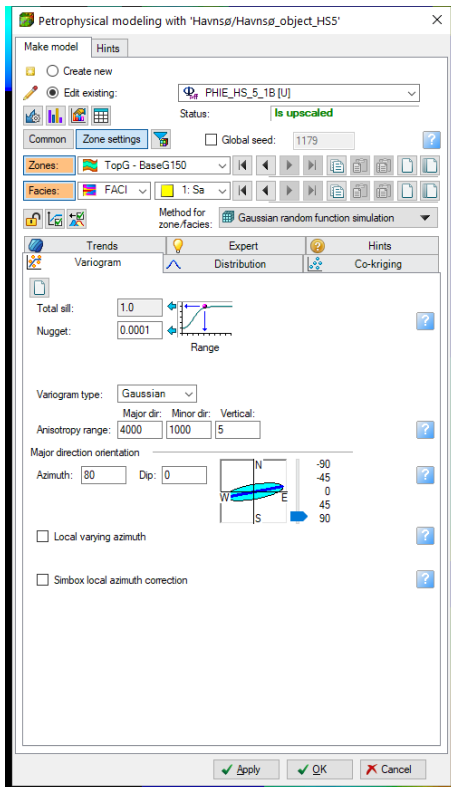 Petrophysical modeling with 'Havnsø/Havnsø_object_HS5'
Make model Hints
Create new
Edit existing: PHIE_HS_5_1B [U]
Status: Is upscaled
Common Zone settings Global seed: 1179 ?
Zones: TopG - BaseG150
Facies: FACI 1: Sa
Method for zone/facies: Gaussian random function simulation
Trends Expert Hints
Variogram Distribution Co-kriging
Total sill: 1.0
?
Nugget: 0.0001
Range
Variogram type: Gaussian
Major dir: Minor dir: Vertical:
Anisotropy range: 4000 1000 5 ?
Major direction orientation
Azimuth: 80 Dip: 0 ?
N
W E
S
-90
-45
0
45
90
Local varying azimuth ?
Simbox local azimuth correction ?
Apply OK Cancel